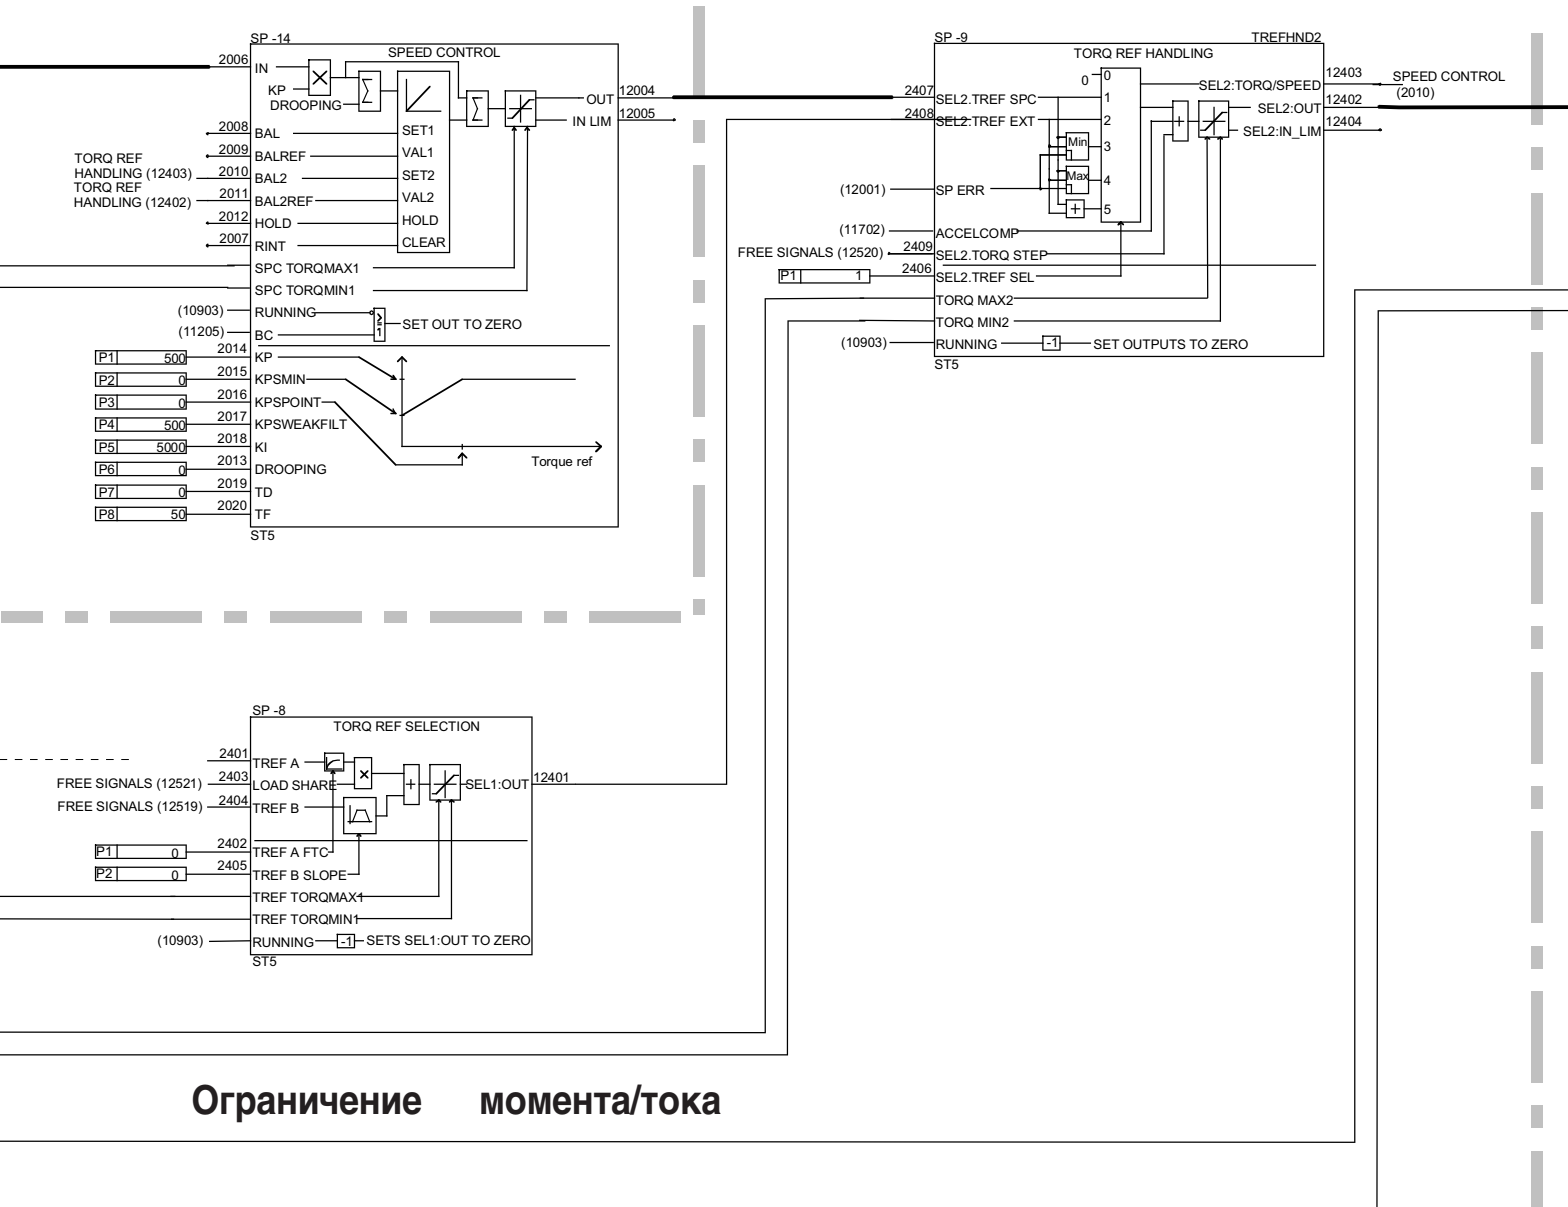 SP -14
SPEED CONTROL
2006 IN
KP
DROOPING
OUT 12004
IN LIM 12005
2008 BAL SET1
2009 BALREF VAL1
TORQ REF
HANDLING (12403) 2010 BAL2 SET2
TORQ REF
HANDLING (12402) 2011 BAL2REF VAL2
2012 HOLD HOLD
2007 RINT CLEAR
SPC TORQMAX1
SPC TORQMIN1
(10903) RUNNING
≥1 SET OUT TO ZERO
(11205) BC
P1 500 2014 KP
P2 0 2015 KPSMIN
P3 0 2016 KPSPOINT
P4 500 2017 KPSWEAKFILT
P5 5000 2018 KI
P6 0 2013 DROOPING
P7 0 2019 TD
P8 50 2020 TF
Torque ref
ST5
SP -9 TREFHND2
TORQ REF HANDLING
0 0
SEL2:TORQ/SPEED 12403 SPEED CONTROL
(2010)
2407 SEL2.TREF SPC 1
SEL2:OUT 12402
2408 SEL2.TREF EXT 2
SEL2:IN_LIM 12404
Min 3
Max 4
+ 5
+
(12001) SP ERR
(11702) ACCELCOMP
FREE SIGNALS (12520) 2409 SEL2.TORQ STEP
P1 1 2406 SEL2.TREF SEL
TORQ MAX2
TORQ MIN2
(10903) RUNNING -1 SET OUTPUTS TO ZERO
ST5
SP -8
TORQ REF SELECTION
2401 TREF A
FREE SIGNALS (12521) 2403 LOAD SHARE × + SEL1:OUT 12401
FREE SIGNALS (12519) 2404 TREF B
P1 0 2402 TREF A FTC
P2 0 2405 TREF B SLOPE
TREF TORQMAX1
TREF TORQMIN1
(10903) RUNNING -1 SETS SEL1:OUT TO ZERO
ST5
Ограничение момента/тока